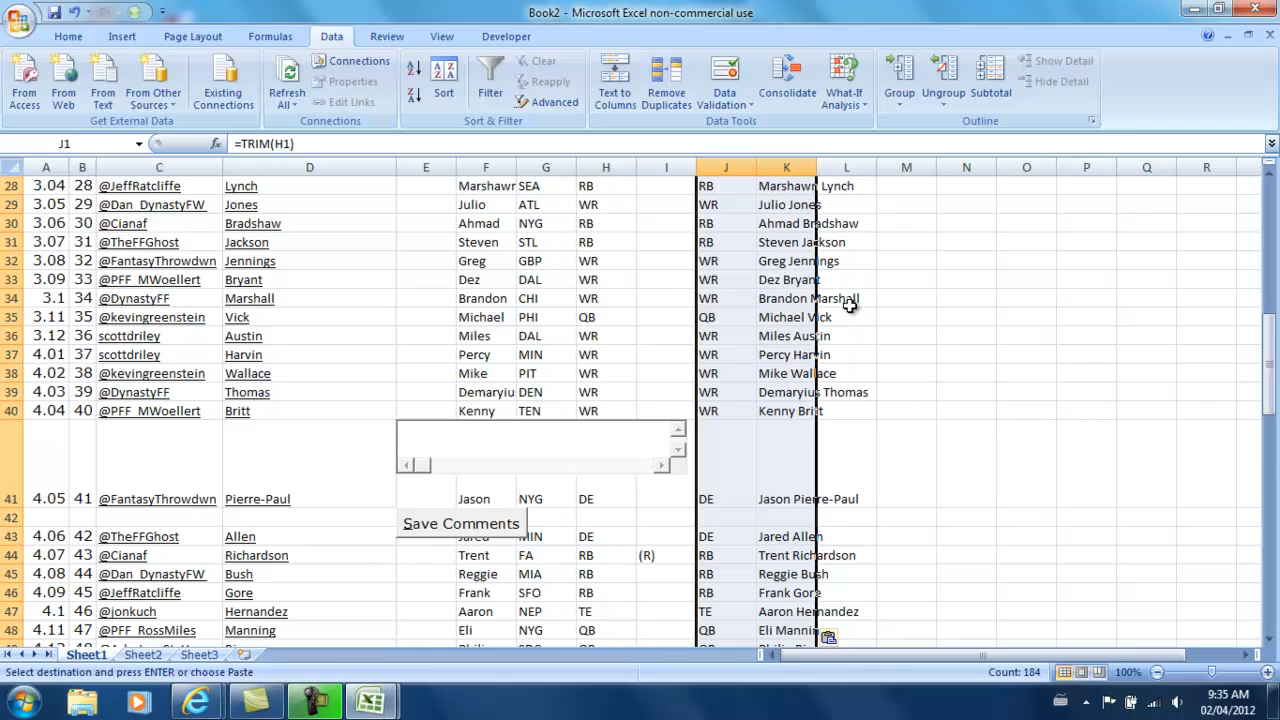 Book2 - Microsoft Excel non-commercial use
Home Insert Page Layout Formulas Data Review View Developer
From Access From Web From Text From Other Sources Existing Connections Refresh All Connections Properties Edit Links Sort Filter Clear Reapply Advanced Text to Columns Remove Duplicates Data Validation Consolidate What-If Analysis Group Ungroup Subtotal Show Detail Hide Detail
Get External Data Connections Sort & Filter Data Tools Outline
J1 fx =TRIM(H1)
A B C D E F G H I J K L M N O P Q R
28 3.04 28 @JeffRatcliffe Lynch Marshawn SEA RB RB Marshawn Lynch
29 3.05 29 @Dan_DynastyFW Jones Julio ATL WR WR Julio Jones
30 3.06 30 @Cianaf Bradshaw Ahmad NYG RB RB Ahmad Bradshaw
31 3.07 31 @TheFFGhost Jackson Steven STL RB RB Steven Jackson
32 3.08 32 @FantasyThrowdwn Jennings Greg GBP WR WR Greg Jennings
33 3.09 33 @PFF_MWoellert Bryant Dez DAL WR WR Dez Bryant
34 3.1 34 @DynastyFF Marshall Brandon CHI WR WR Brandon Marshall
35 3.11 35 @kevingreenstein Vick Michael PHI QB QB Michael Vick
36 3.12 36 scottdriley Austin Miles DAL WR WR Miles Austin
37 4.01 37 scottdriley Harvin Percy MIN WR WR Percy Harvin
38 4.02 38 @kevingreenstein Wallace Mike PIT WR WR Mike Wallace
39 4.03 39 @DynastyFF Thomas Demaryiu DEN WR WR Demaryius Thomas
40 4.04 40 @PFF_MWoellert Britt Kenny TEN WR WR Kenny Britt
41 4.05 41 @FantasyThrowdwn Pierre-Paul Jason NYG DE DE Jason Pierre-Paul
42 Save Comments
43 4.06 42 @TheFFGhost Allen Jared MIN DE DE Jared Allen
44 4.07 43 @Cianaf Richardson Trent FA RB (R) RB Trent Richardson
45 4.08 44 @Dan_DynastyFW Bush Reggie MIA RB RB Reggie Bush
46 4.09 45 @JeffRatcliffe Gore Frank SFO RB RB Frank Gore
47 4.1 46 @jonkuch Hernandez Aaron NEP TE TE Aaron Hernandez
48 4.11 47 @PFF_RossMiles Manning Eli NYG QB QB Eli Manning
Sheet1 Sheet2 Sheet3
Select destination and press ENTER or choose Paste Count: 184 100%
9:35 AM
02/04/2012